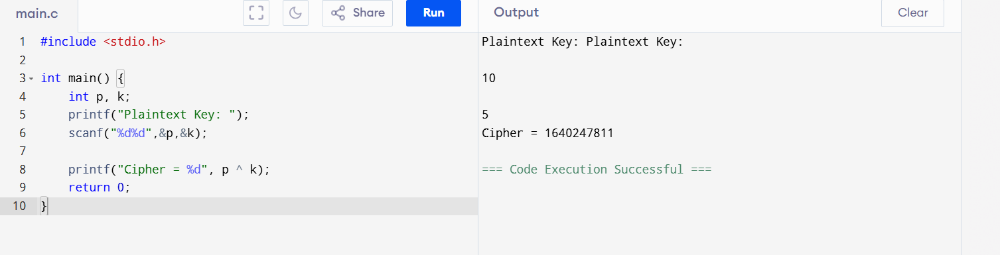 main.c
Share
Run
1 #include <stdio.h>
2
3 int main() {
4     int p, k;
5     printf("Plaintext Key: ");
6     scanf("%d%d",&p,&k);
7
8     printf("Cipher = %d", p ^ k);
9     return 0;
10 }
Output
Clear
Plaintext Key: Plaintext Key:
10
5
Cipher = 1640247811
=== Code Execution Successful ===